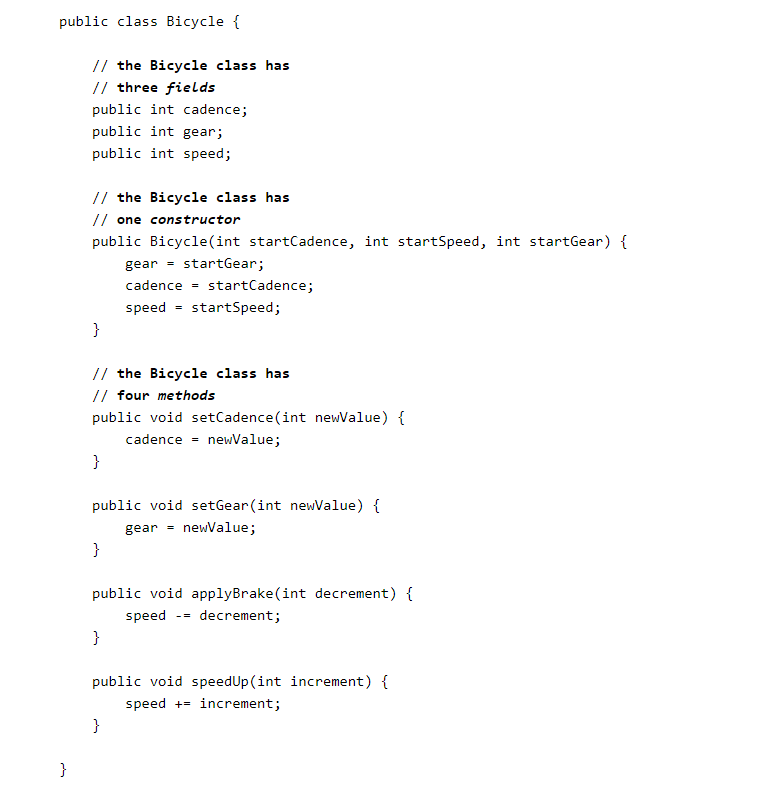 public class Bicycle {
// the Bicycle class has
// three fields
public int cadence;
public int gear;
public int speed;
// the Bicycle class has
// one constructor
public Bicycle(int startCadence, int startSpeed, int startGear) {
gear = startGear;
cadence = startCadence;
speed = startSpeed;
}
// the Bicycle class has
// four methods
public void setCadence(int newValue) {
cadence = newValue;
}
public void setGear(int newValue) {
gear = newValue;
}
public void applyBrake(int decrement) {
speed -= decrement;
}
public void speedUp(int increment) {
speed += increment;
}
}